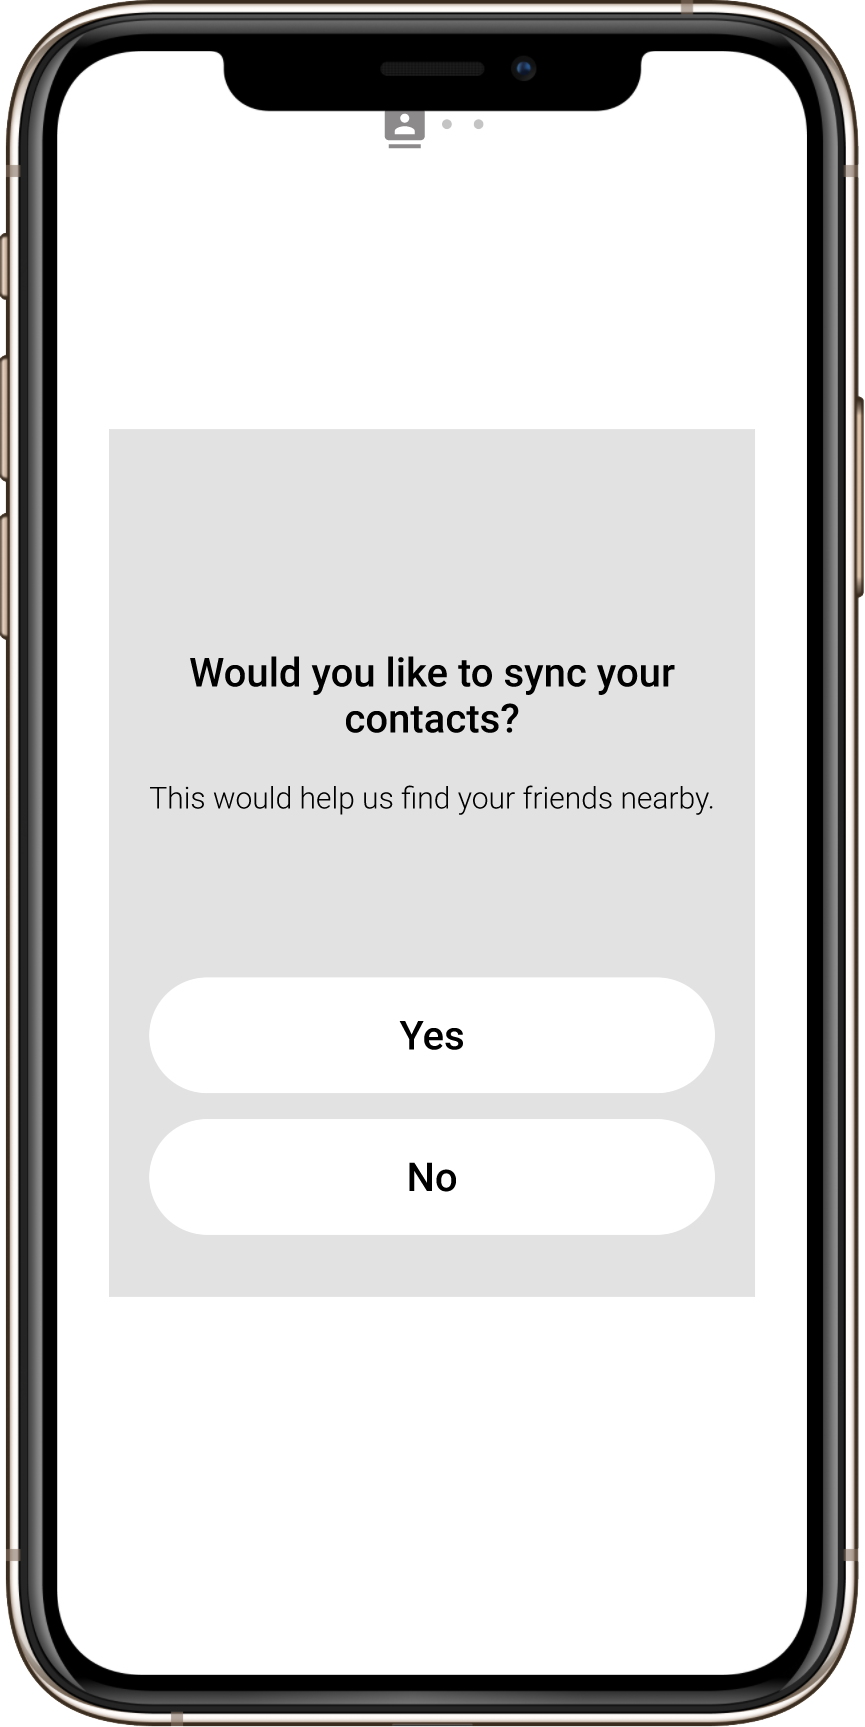 Would you like to sync your
contacts?
This would help us find your friends nearby.
Yes
No